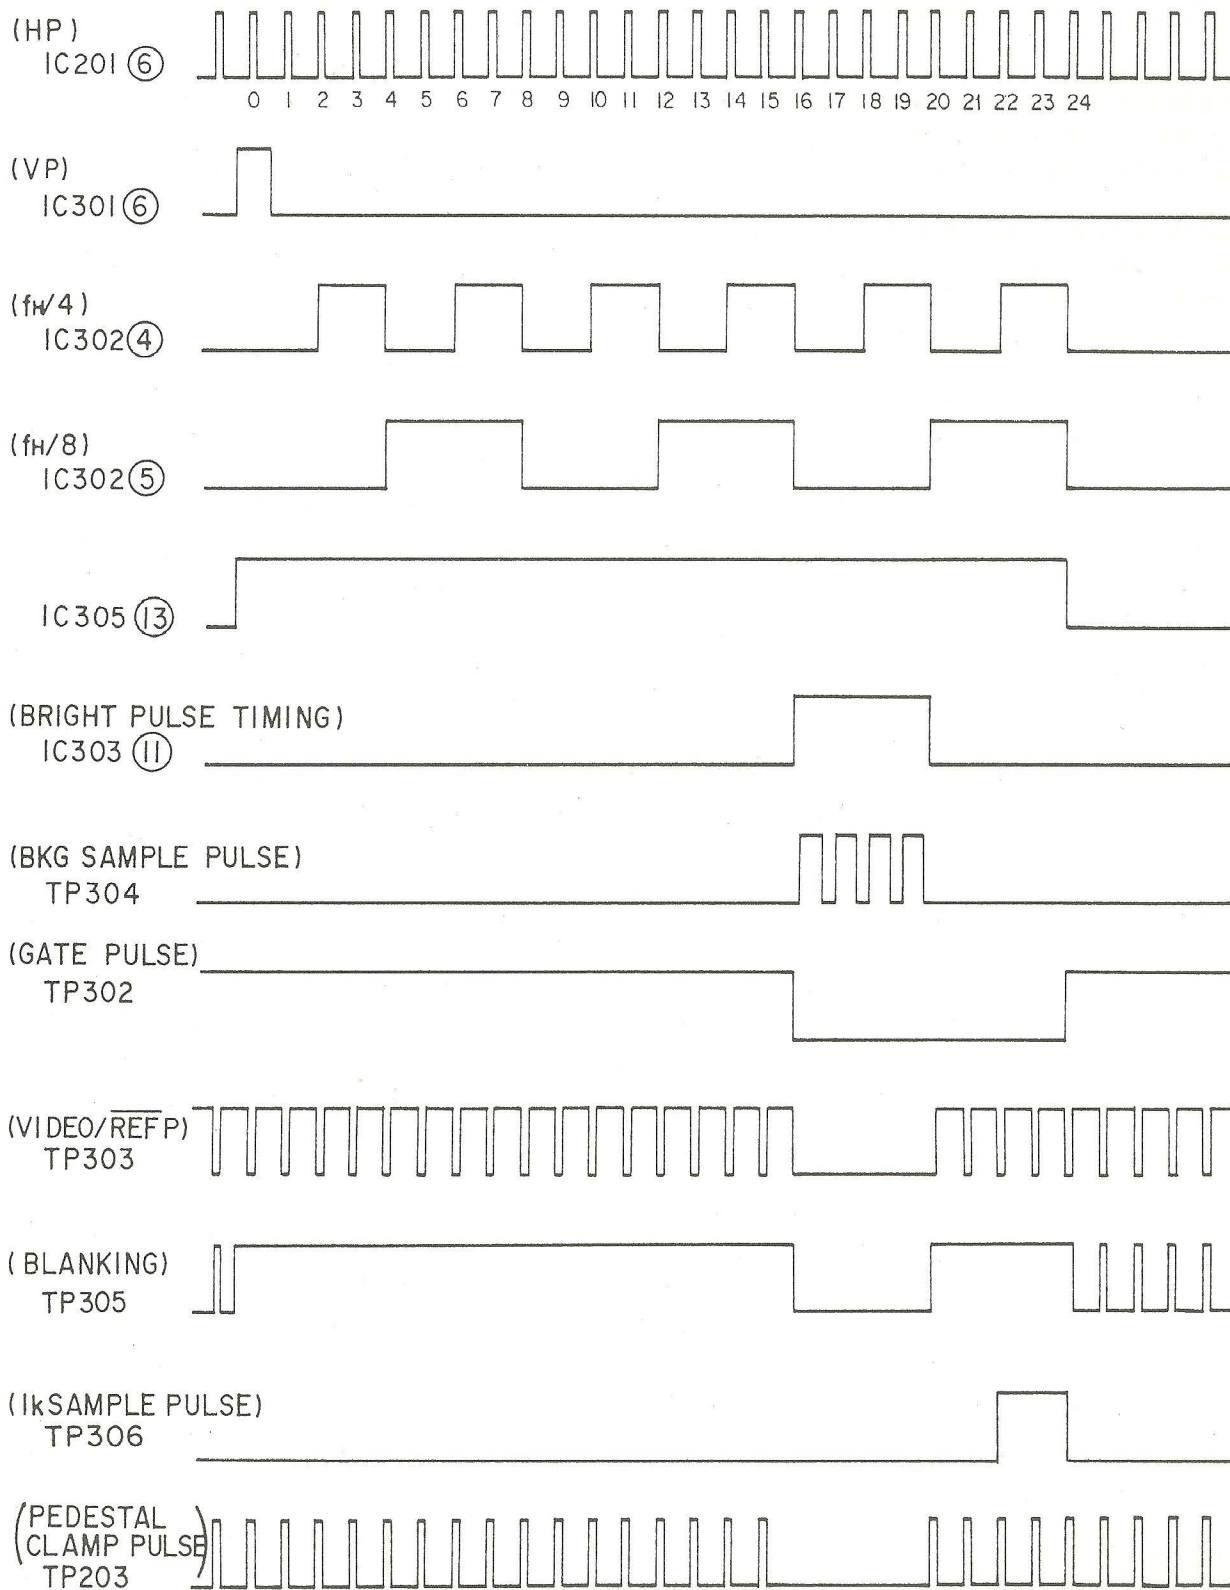 (HP)
IC201 ⑥
0 1 2 3 4 5 6 7 8 9 10 11 12 13 14 15 16 17 18 19 20 21 22 23 24
(VP)
IC301 ⑥
(fH/4)
IC302 ④
(fH/8)
IC302 ⑤
IC305 ⑬
(BRIGHT PULSE TIMING)
IC303 ⑪
(BKG SAMPLE PULSE)
TP304
(GATE PULSE)
TP302
(VIDEO/R̅E̅F̅P)
TP303
(BLANKING)
TP305
(IkSAMPLE PULSE)
TP306
(PEDESTAL
CLAMP PULSE)
TP203